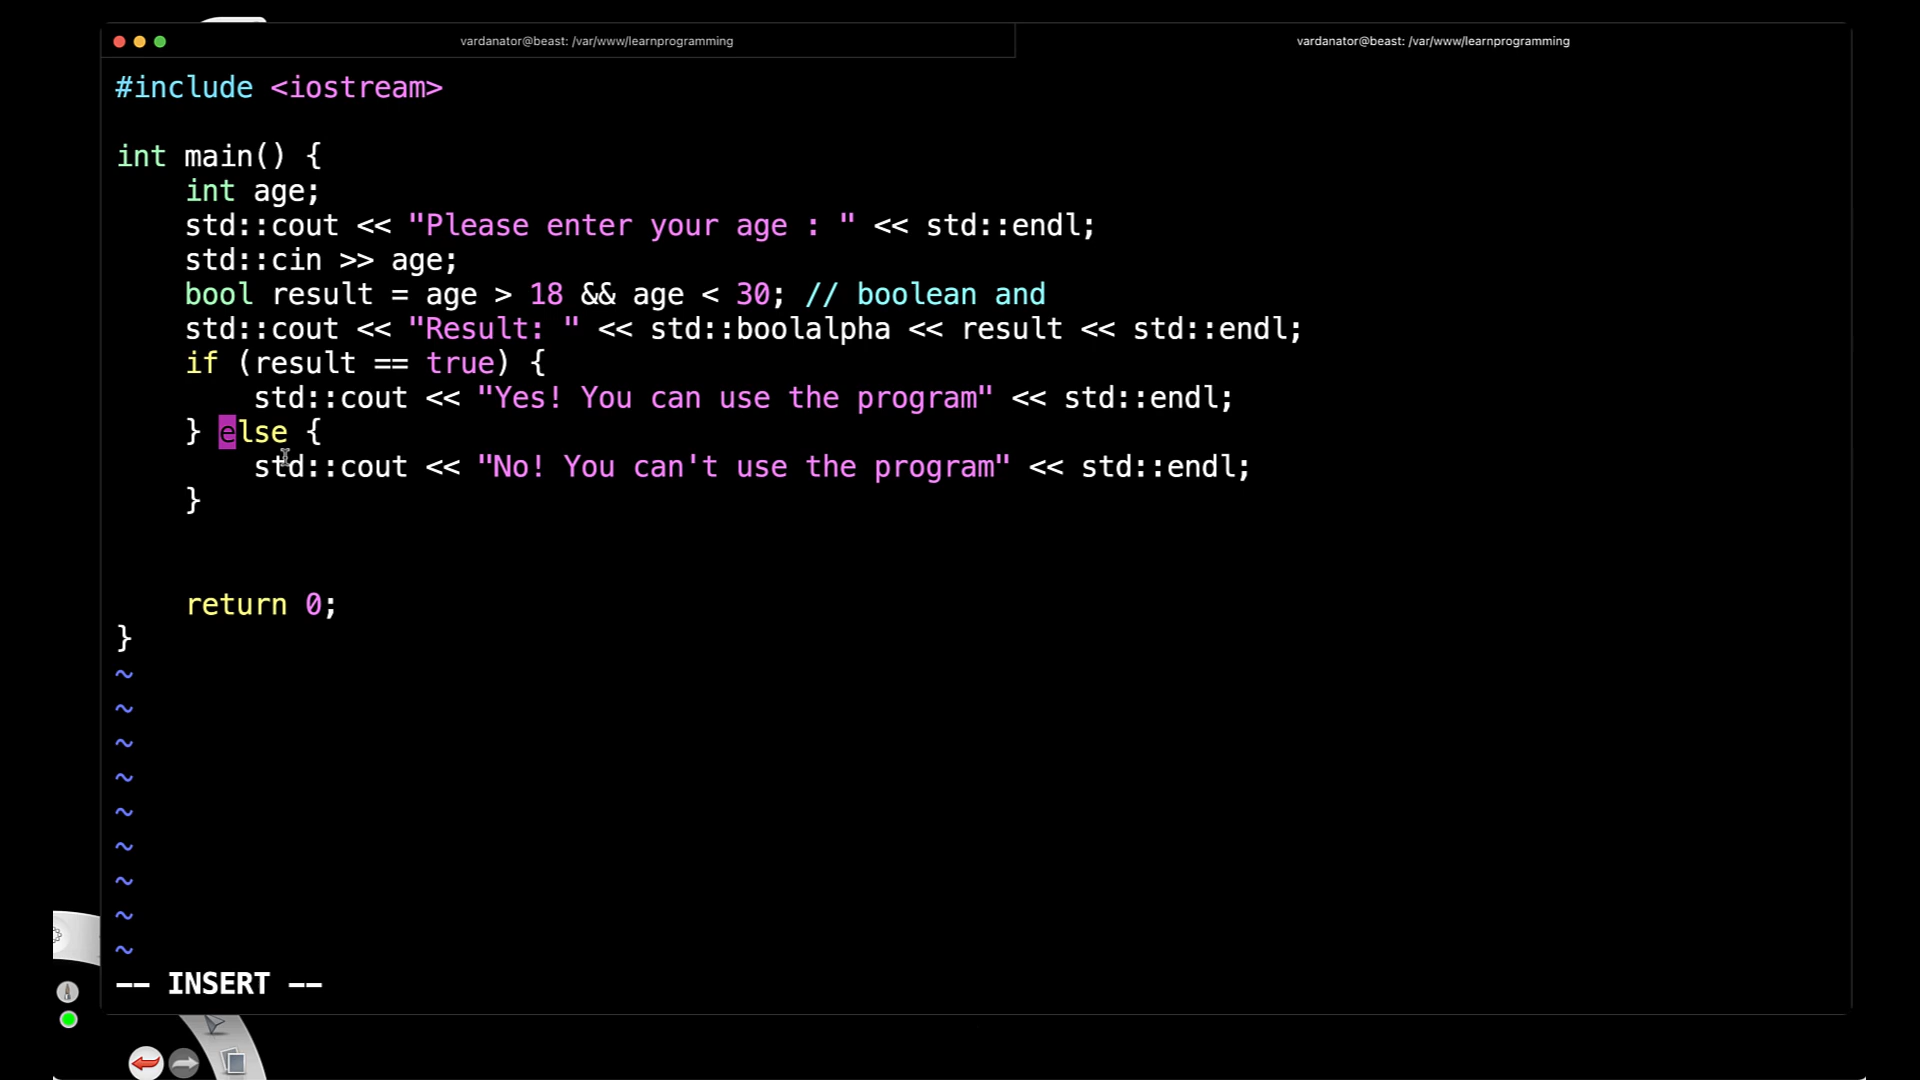 vardanator@beast: /var/www/learnprogramming
vardanator@beast: /var/www/learnprogramming
#include <iostream>
int main() {
    int age;
    std::cout << "Please enter your age : " << std::endl;
    std::cin >> age;
    bool result = age > 18 && age < 30; // boolean and
    std::cout << "Result: " << std::boolalpha << result << std::endl;
    if (result == true) {
        std::cout << "Yes! You can use the program" << std::endl;
    } else {
        std::cout << "No! You can't use the program" << std::endl;
    }
    return 0;
}
~
~
~
~
~
~
~
~
~
-- INSERT --